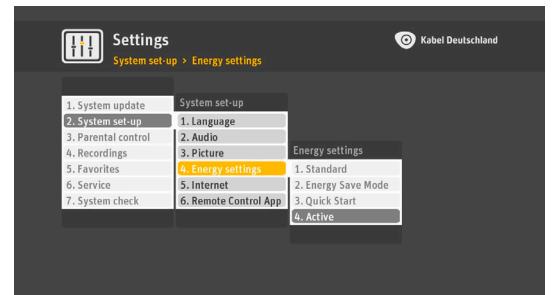 Settings
System set-up > Energy settings
Kabel Deutschland
1. System update
2. System set-up
3. Parental control
4. Recordings
5. Favorites
6. Service
7. System check
System set-up
1. Language
2. Audio
3. Picture
4. Energy settings
5. Internet
6. Remote Control App
Energy settings
1. Standard
2. Energy Save Mode
3. Quick Start
4. Active